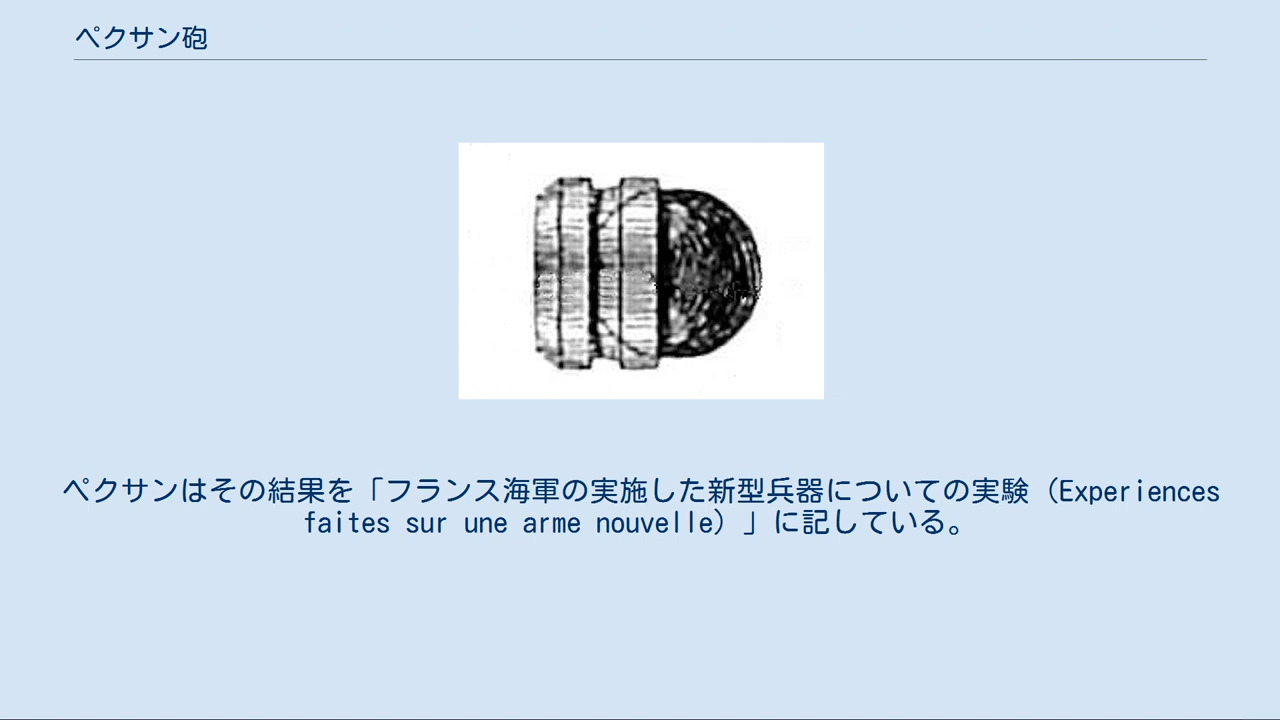 ペクサン砲
ペクサンはその結果を「フランス海軍の実施した新型兵器についての実験（Experiences
faites sur une arme nouvelle）」に記している。